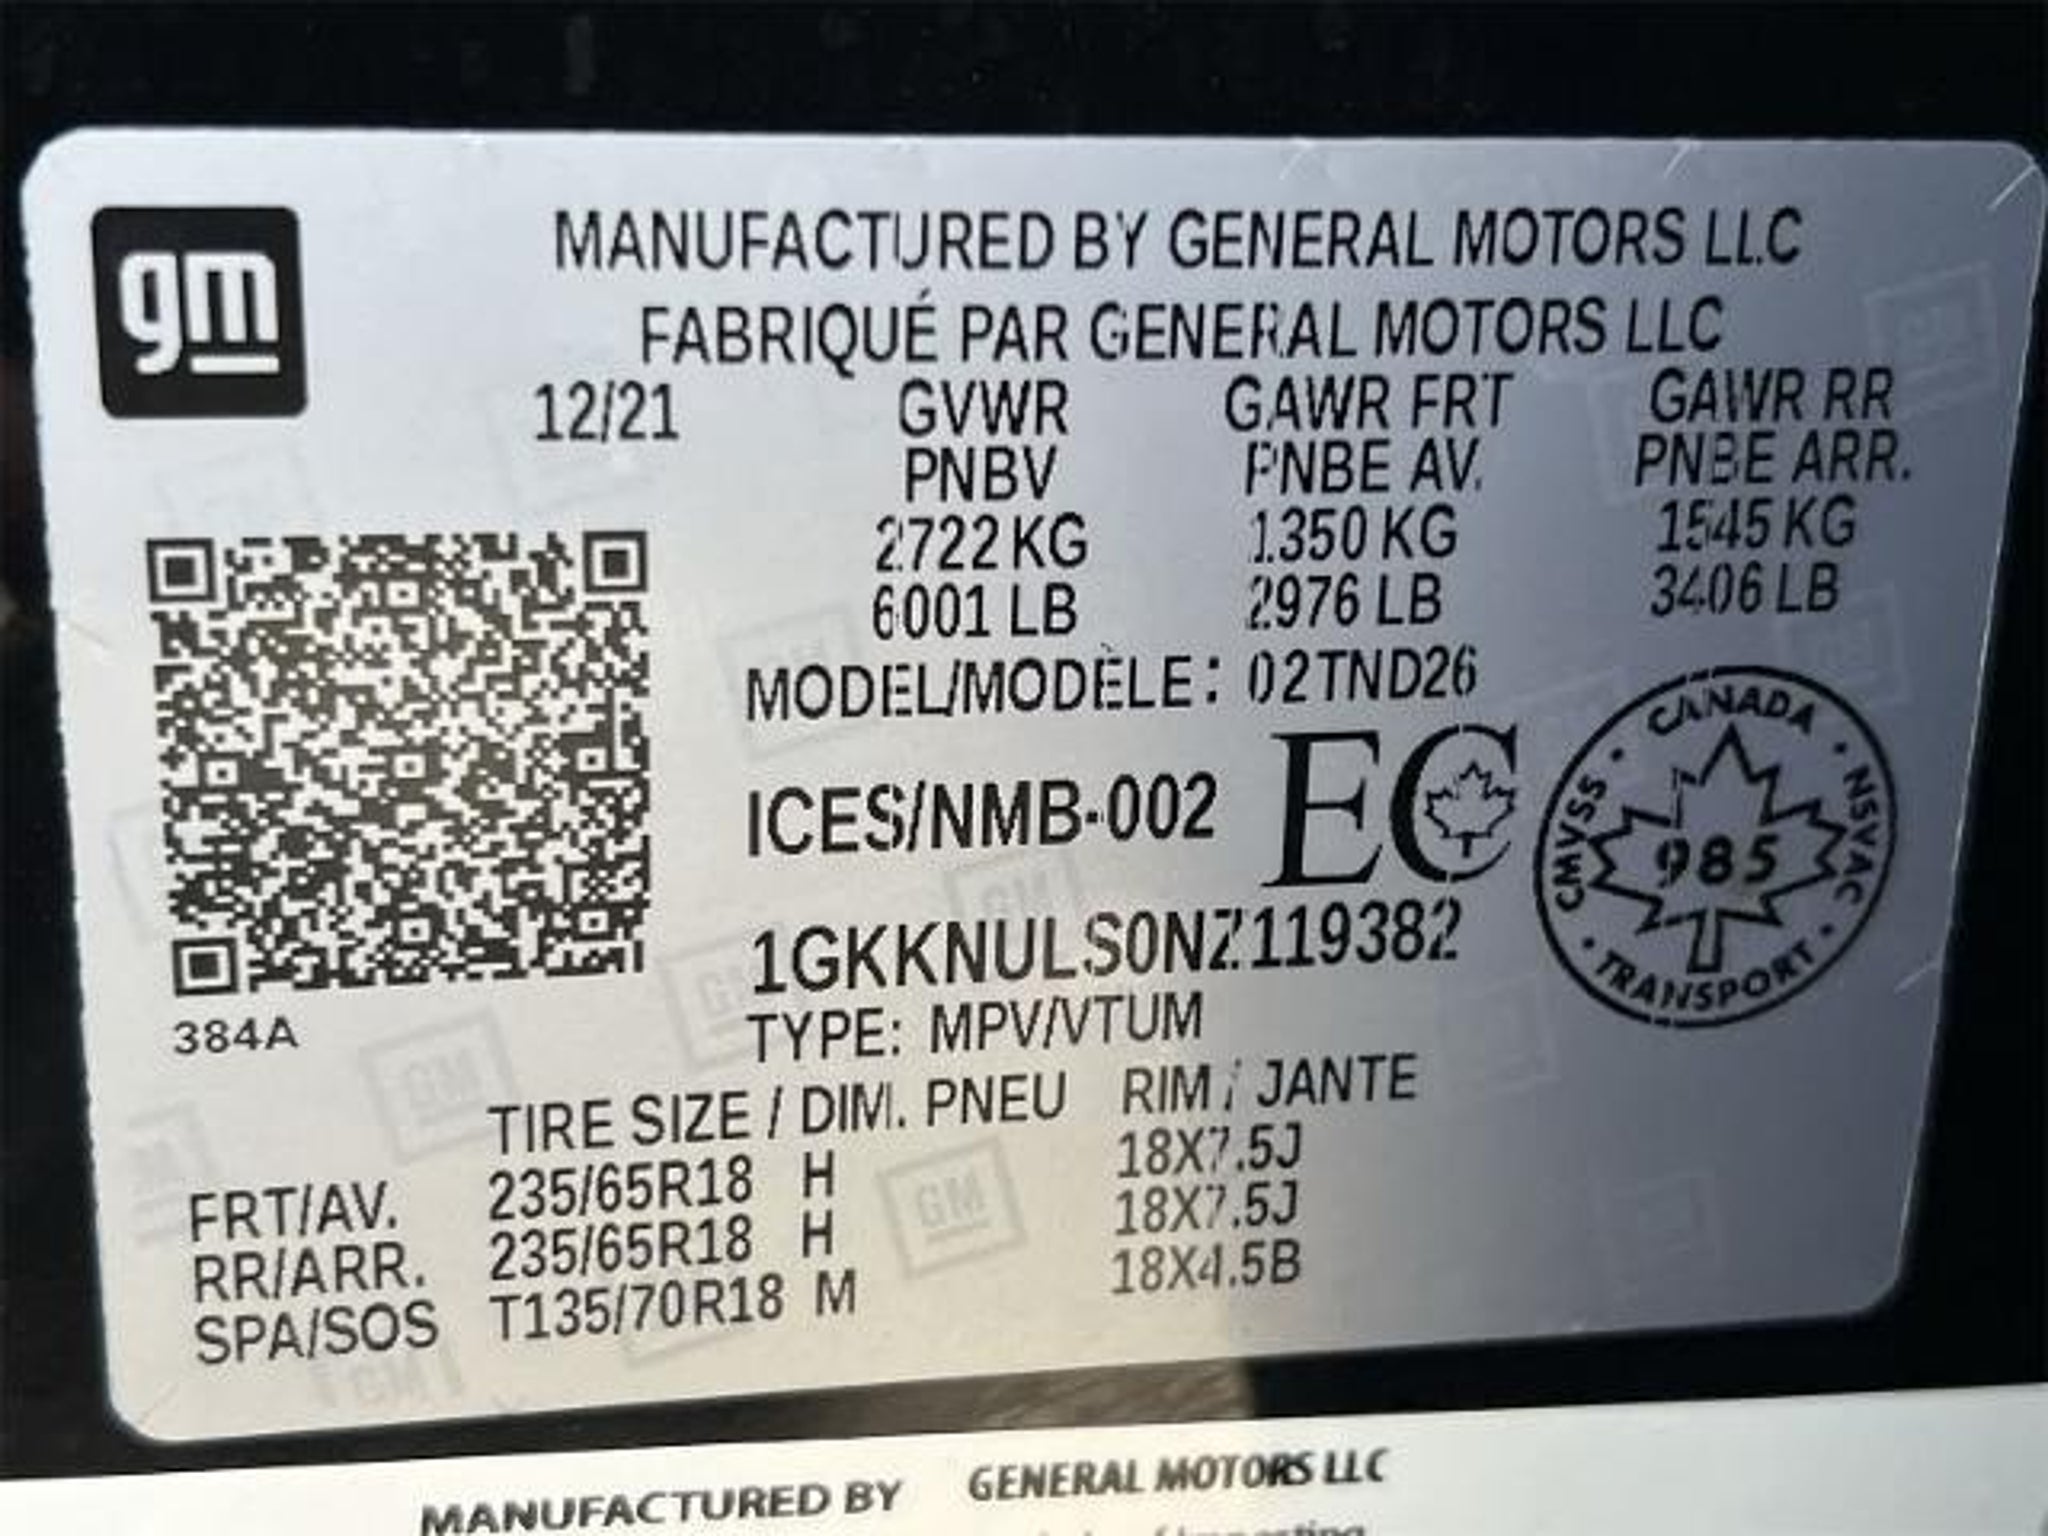 gm
MANUFACTURED BY GENERAL MOTORS LLC
FABRIQUÉ PAR GENERAL MOTORS LLC
12/21 GVWR GAWR FRT GAWR RR
PNBV PNBE AV. PNBE ARR.
2722 KG 1350 KG 1545 KG
6001 LB 2976 LB 3406 LB
MODEL/MODÈLE: 02TND26
ICES/NMB-002 EC
CANADA
CMVSS • NSVAC
985
TRANSPORT
1GKKNULS0NZ119382
384A
TYPE: MPV/VTUM
TIRE SIZE / DIM. PNEU RIM / JANTE
FRT/AV. 235/65R18 H 18X7.5J
RR/ARR. 235/65R18 H 18X7.5J
SPA/SOS T135/70R18 M 18X4.5B
MANUFACTURED BY GENERAL MOTORS LLC